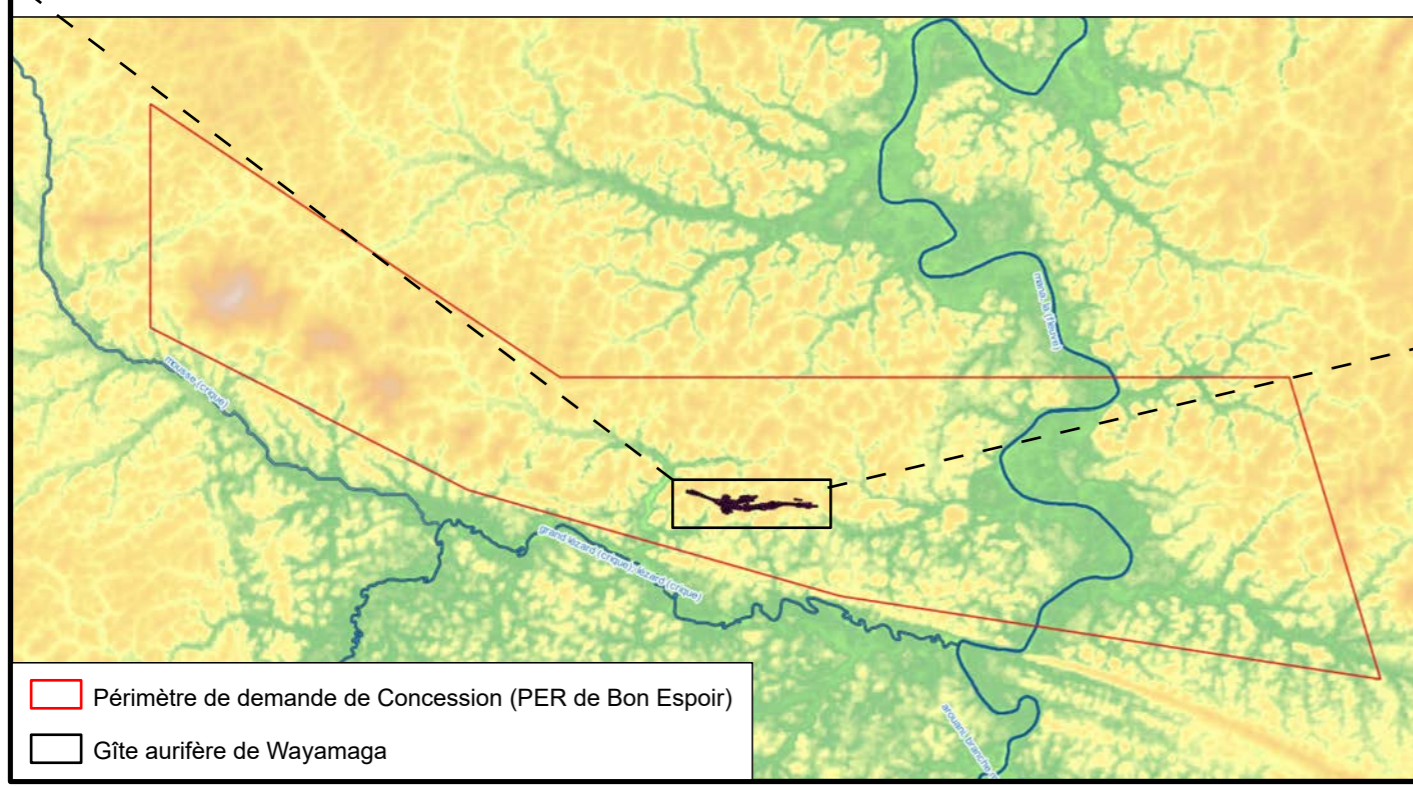 mana, la (fleuve)
mousse (crique)
grand lézard (crique), lézard (crique)
arouani branche
Périmètre de demande de Concession (PER de Bon Espoir)
Gîte aurifère de Wayamaga